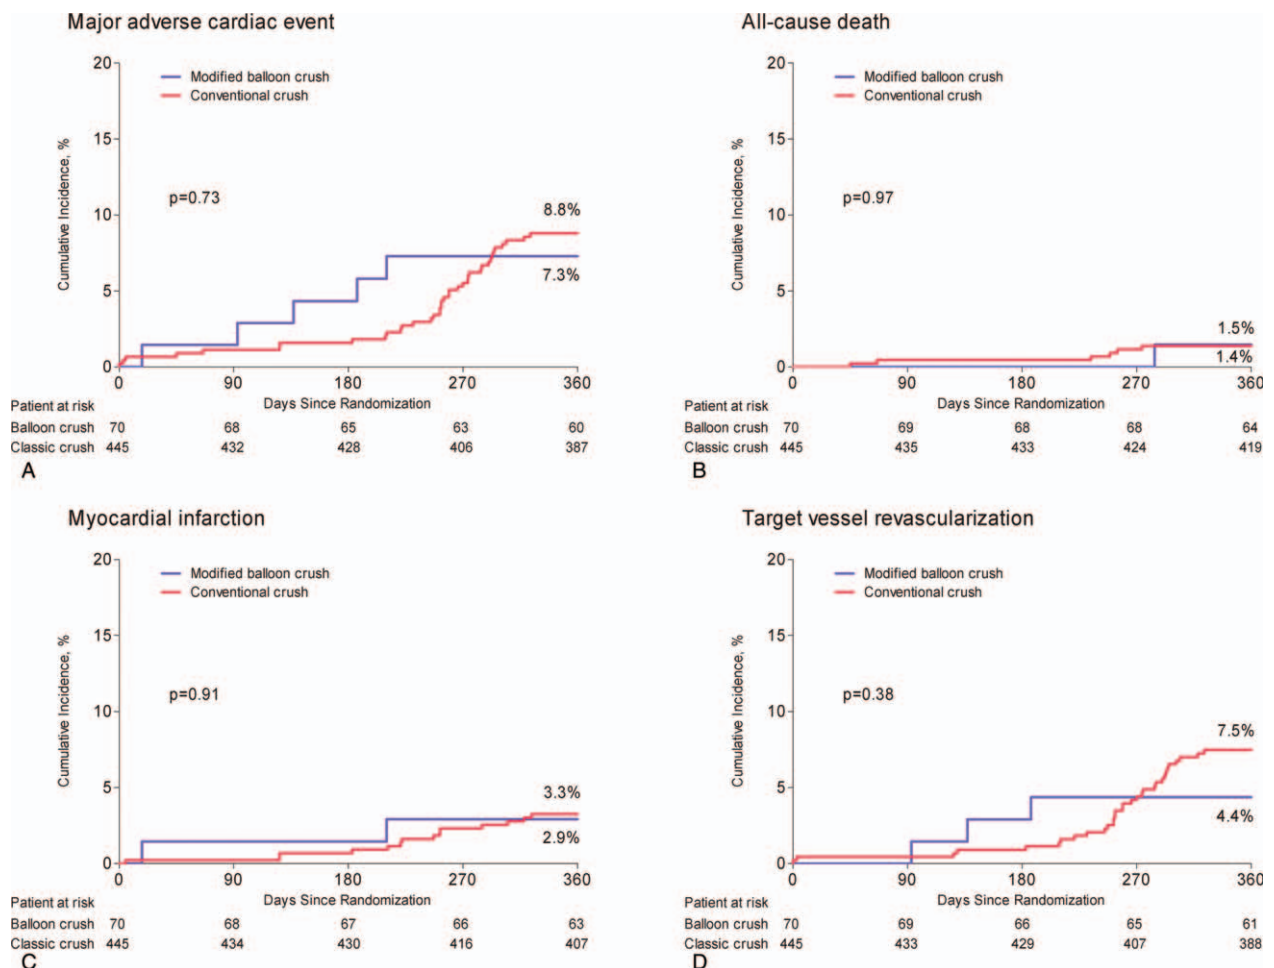 Major adverse cardiac event
20
15
10
5
0
Cumulative Incidence, %
Modified balloon crush
Conventional crush
p=0.73
8.8%
7.3%
0 90 180 270 360
Days Since Randomization
Patient at risk
Balloon crush 70 68 65 63 60
Classic crush 445 432 428 406 387
A
All-cause death
20
15
10
5
0
Cumulative Incidence, %
Modified balloon crush
Conventional crush
p=0.97
1.5%
1.4%
0 90 180 270 360
Days Since Randomization
Patient at risk
Balloon crush 70 69 68 68 64
Classic crush 445 435 433 424 419
B
Myocardial infarction
20
15
10
5
0
Cumulative Incidence, %
Modified balloon crush
Conventional crush
p=0.91
3.3%
2.9%
0 90 180 270 360
Days Since Randomization
Patient at risk
Balloon crush 70 68 67 66 63
Classic crush 445 434 430 416 407
C
Target vessel revascularization
20
15
10
5
0
Cumulative Incidence, %
Modified balloon crush
Conventional crush
p=0.38
7.5%
4.4%
0 90 180 270 360
Days Since Randomization
Patient at risk
Balloon crush 70 69 66 65 61
Classic crush 445 433 429 407 388
D